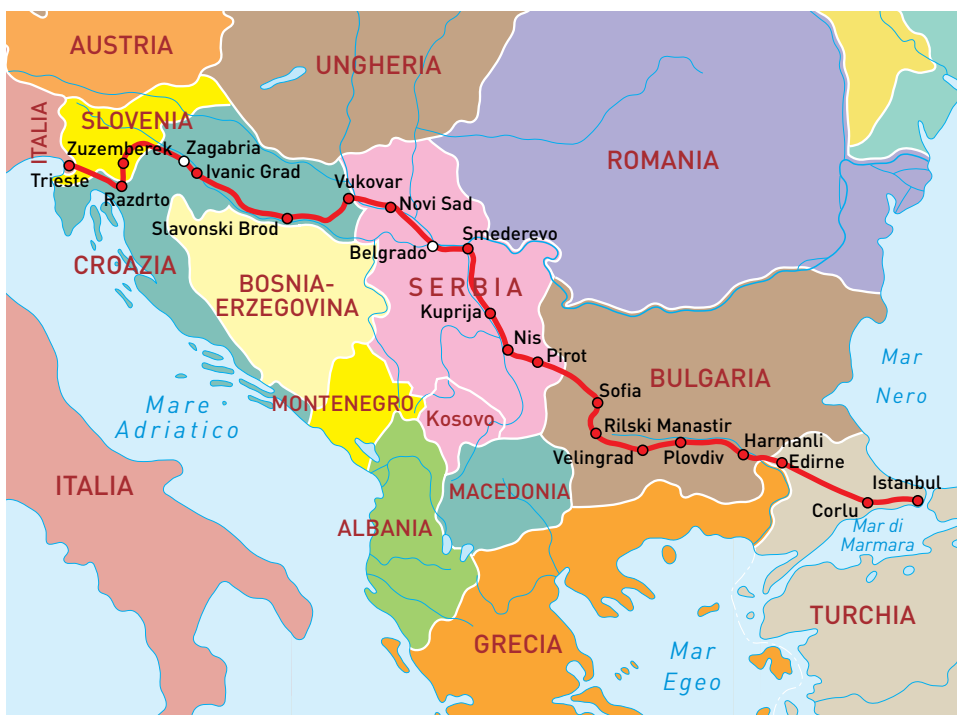 AUSTRIA
UNGHERIA
ITALIA
SLOVENIA
Zuzemberek
Zagabria
Trieste
Ivanic Grad
Razdrto
ROMANIA
Vukovar
Novi Sad
Slavonski Brod
Smederevo
Belgrado
CROAZIA
BOSNIA-
ERZEGOVINA
SERBIA
Kuprija
Nis
Pirot
Mar
Nero
BULGARIA
Sofia
MONTENEGRO
Mare
Adriatico
Kosovo
Rilski Manastir
Harmanli
Velingrad
Plovdiv
Edirne
ITALIA
MACEDONIA
Istanbul
Corlu
ALBANIA
Mar di
Marmara
TURCHIA
GRECIA
Mar
Egeo